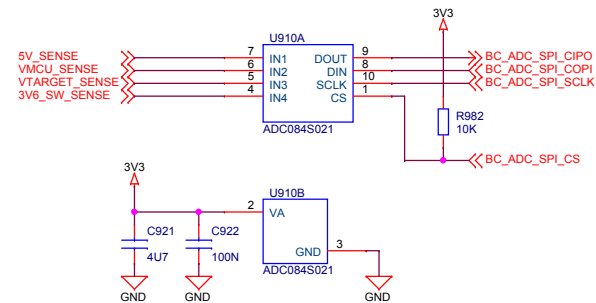 3V3
U910A
5V_SENSE 7 IN1 DOUT 9 BC_ADC_SPI_CIPO
VMCU_SENSE 6 IN2 DIN 8 BC_ADC_SPI_COPI
VTARGET_SENSE 5 IN3 SCLK 10 BC_ADC_SPI_SCLK
3V6_SW_SENSE 4 IN4 CS 1
ADC084S021
R982
10K
BC_ADC_SPI_CS
3V3
U910B
2 VA
C921
4U7
C922
100N
GND 3
ADC084S021
GND GND GND